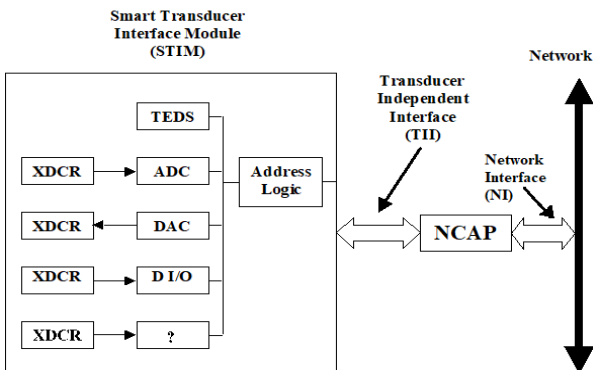 Smart Transducer
Interface Module
(STIM)
Network
Transducer
Independent
Interface
(TII)
Network
Interface
(NI)
TEDS
XDCR
ADC
Address
Logic
XDCR
DAC
NCAP
XDCR
D I/O
XDCR
?